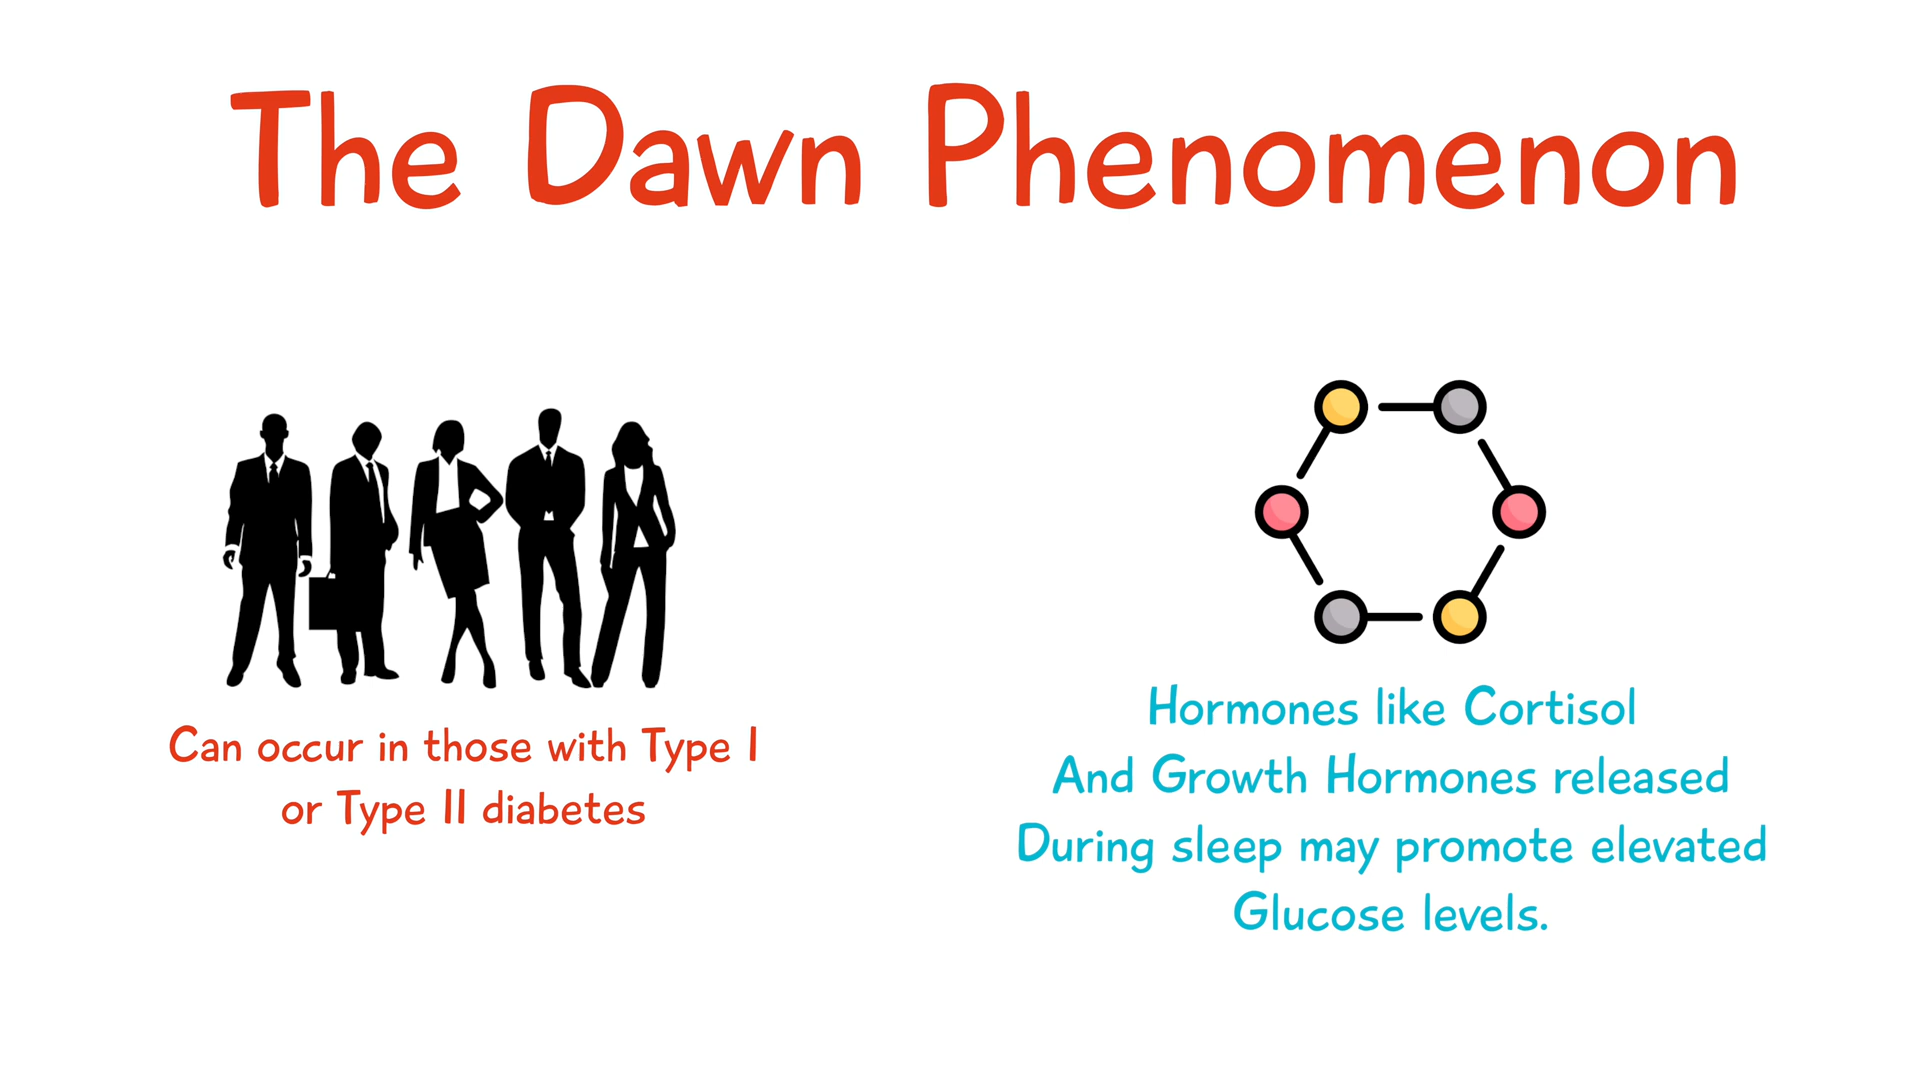 The Dawn Phenomenon
Can occur in those with Type I
or Type II diabetes
Hormones like Cortisol
And Growth Hormones released
During sleep may promote elevated
Glucose levels.